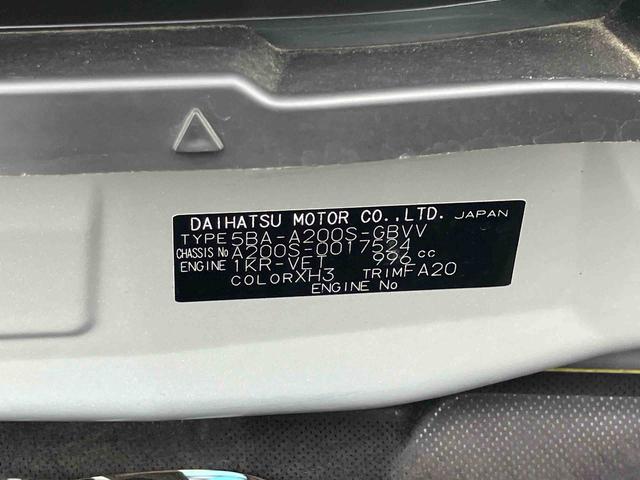 DAIHATSU MOTOR CO.,LTD. JAPAN
TYPE 5BA-A200S-GBVV
CHASSIS No A200S-0017524
ENGINE 1KR-VET 996 cc
COLOR XH3 TRIM FA20
ENGINE No